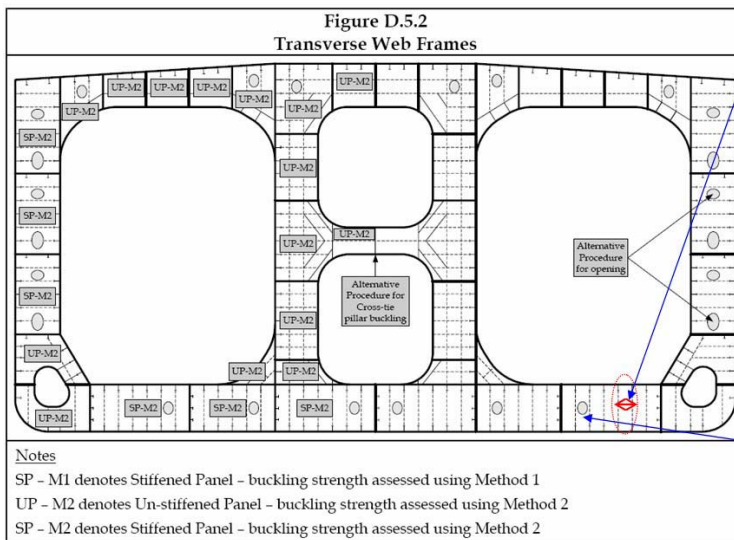 Figure D.5.2
Transverse Web Frames
UP-M2 UP-M2 UP-M2 UP-M2
UP-M2 UP-M2
UP-M2
UP-M2
SP-M2
UP-M2
SP-M2
UP-M2
UP-M2
Alternative
Procedure
for opening
Alternative
Procedure for
Cross-tie
pillar buckling
SP-M2
UP-M2
UP-M2
UP-M2 UP-M2
SP-M2 SP-M2 SP-M2
UP-M2
Notes
SP – M1 denotes Stiffened Panel – buckling strength assessed using Method 1
UP – M2 denotes Un-stiffened Panel – buckling strength assessed using Method 2
SP – M2 denotes Stiffened Panel – buckling strength assessed using Method 2